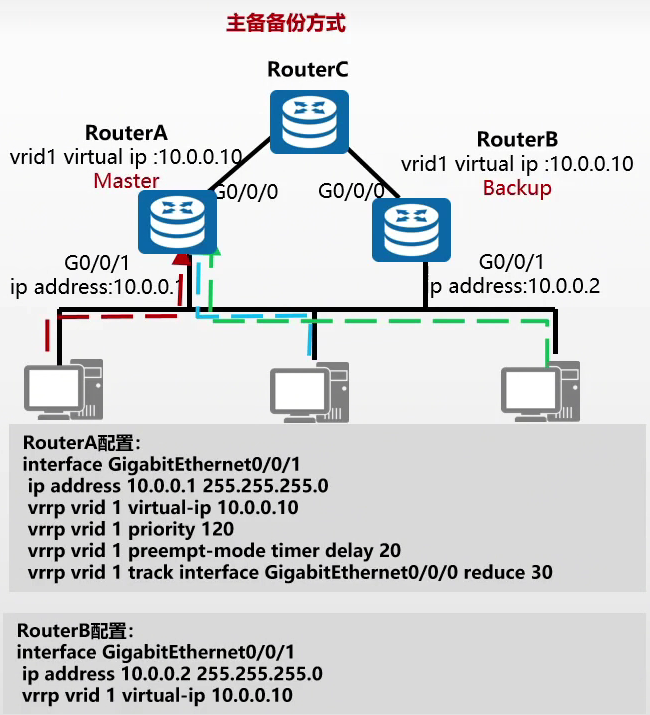 主备备份方式
RouterC
RouterA
vrid1 virtual ip :10.0.0.10
Master
RouterB
vrid1 virtual ip :10.0.0.10
Backup
G0/0/0
G0/0/0
G0/0/1
ip address:10.0.0.1
G0/0/1
p address:10.0.0.2
RouterA配置：
interface GigabitEthernet0/0/1
ip address 10.0.0.1 255.255.255.0
vrrp vrid 1 virtual-ip 10.0.0.10
vrrp vrid 1 priority 120
vrrp vrid 1 preempt-mode timer delay 20
vrrp vrid 1 track interface GigabitEthernet0/0/0 reduce 30
RouterB配置：
interface GigabitEthernet0/0/1
ip address 10.0.0.2 255.255.255.0
vrrp vrid 1 virtual-ip 10.0.0.10